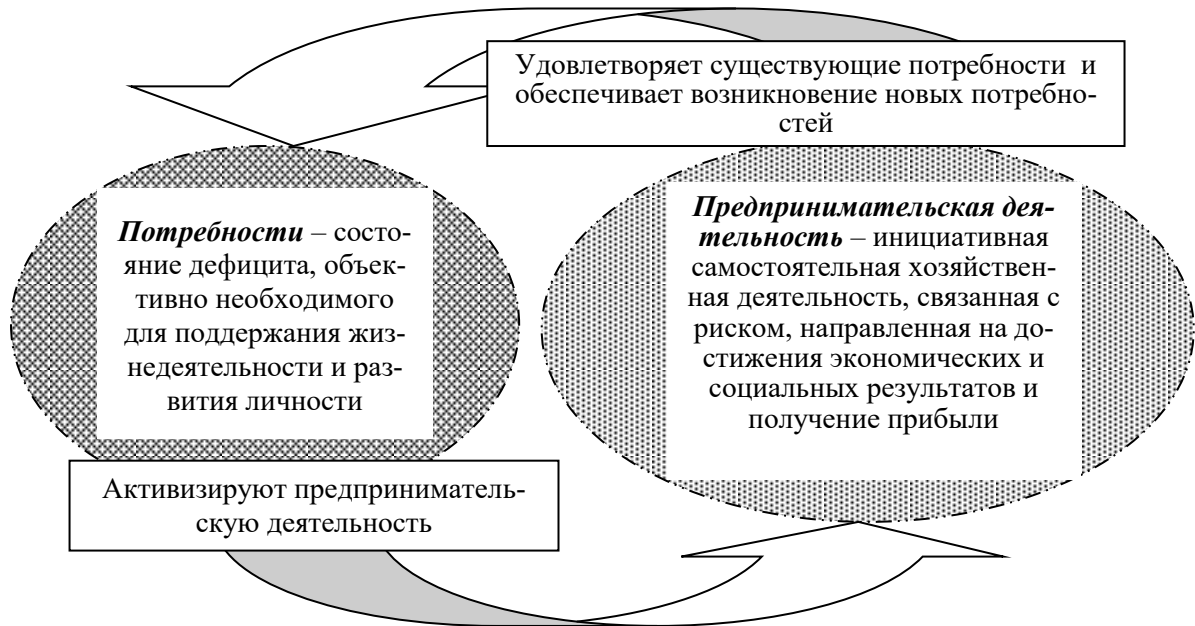 Удовлетворяет существующие потребности и
обеспечивает возникновение новых потребно-
стей
Потребности – состо-
яние дефицита, объек-
тивно необходимого
для поддержания жиз-
недеятельности и раз-
вития личности
Предпринимательская дея-
тельность – инициативная
самостоятельная хозяйствен-
ная деятельность, связанная с
риском, направленная на до-
стижения экономических и
социальных результатов и
получение прибыли
Активизируют предприниматель-
скую деятельность